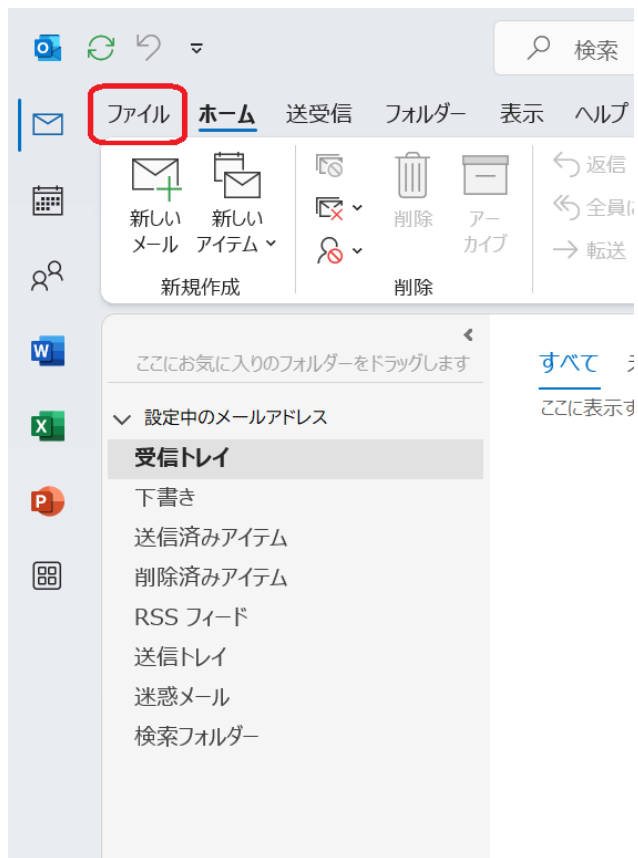 検索
ファイル ホーム 送受信 フォルダー 表示 ヘルプ
新しい
メール
新しい
アイテム
新規作成
削除
アー
カイブ
削除
返信
全員に
転送
ここにお気に入りのフォルダーをドラッグします
設定中のメールアドレス
受信トレイ
下書き
送信済みアイテム
削除済みアイテム
RSS フィード
送信トレイ
迷惑メール
検索フォルダー
すべて
ここに表示す